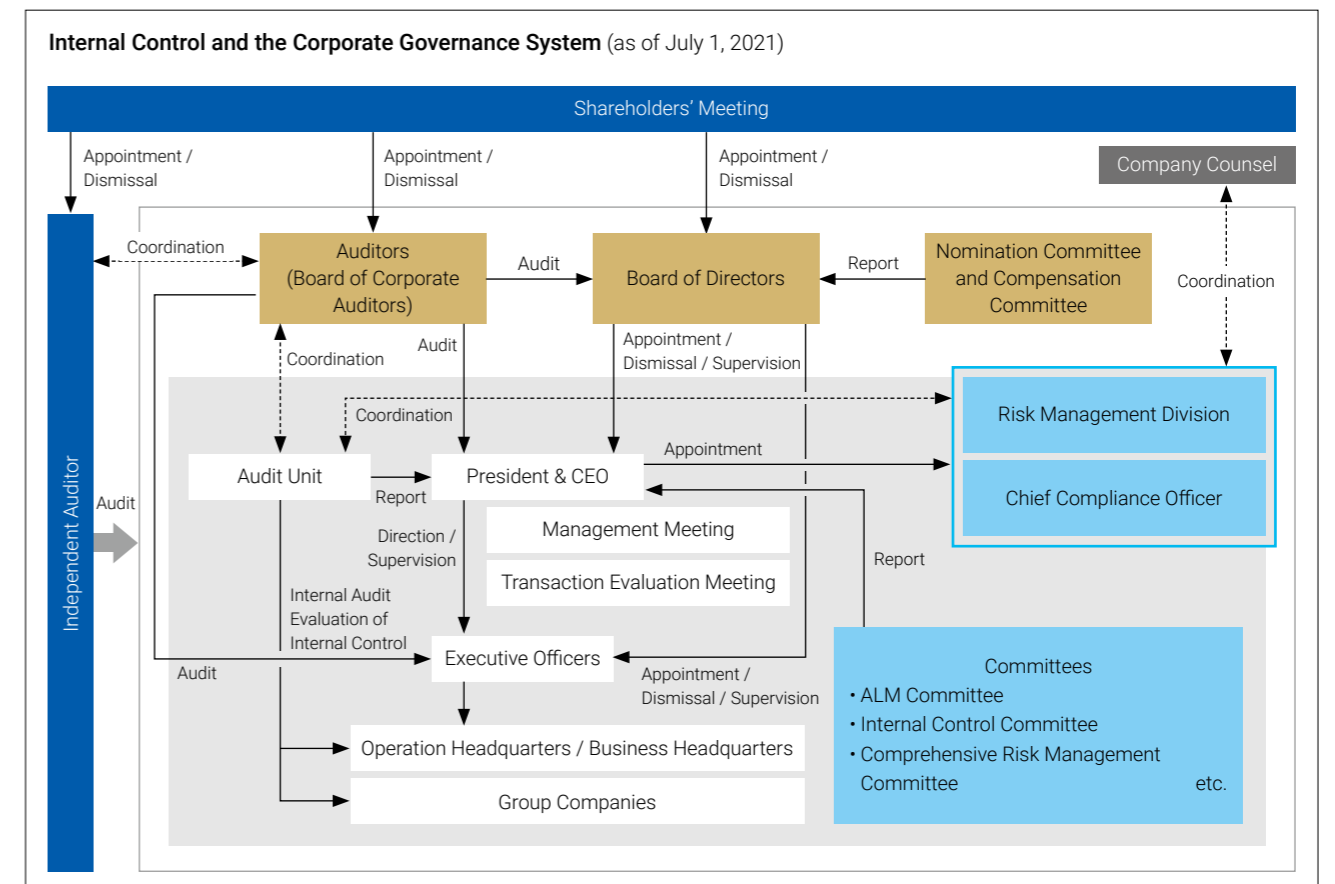 Internal Control and the Corporate Governance System (as of July 1, 2021)
Shareholders' Meeting
Appointment /
Dismissal
Appointment /
Dismissal
Appointment /
Dismissal
Company Counsel
Coordination
Auditors
(Board of Corporate
Auditors)
Audit
Board of Directors
Report
Nomination Committee
and Compensation
Committee
Coordination
Coordination
Audit
Appointment /
Dismissal / Supervision
Coordination
Risk Management Division
Chief Compliance Officer
Independent Auditor
Audit
Audit Unit
Report
President & CEO
Appointment
Management Meeting
Transaction Evaluation Meeting
Direction /
Supervision
Report
Internal Audit
Evaluation of
Internal Control
Audit
Executive Officers
Appointment /
Dismissal / Supervision
Operation Headquarters / Business Headquarters
Group Companies
Committees
• ALM Committee
• Internal Control Committee
• Comprehensive Risk Management
Committee etc.